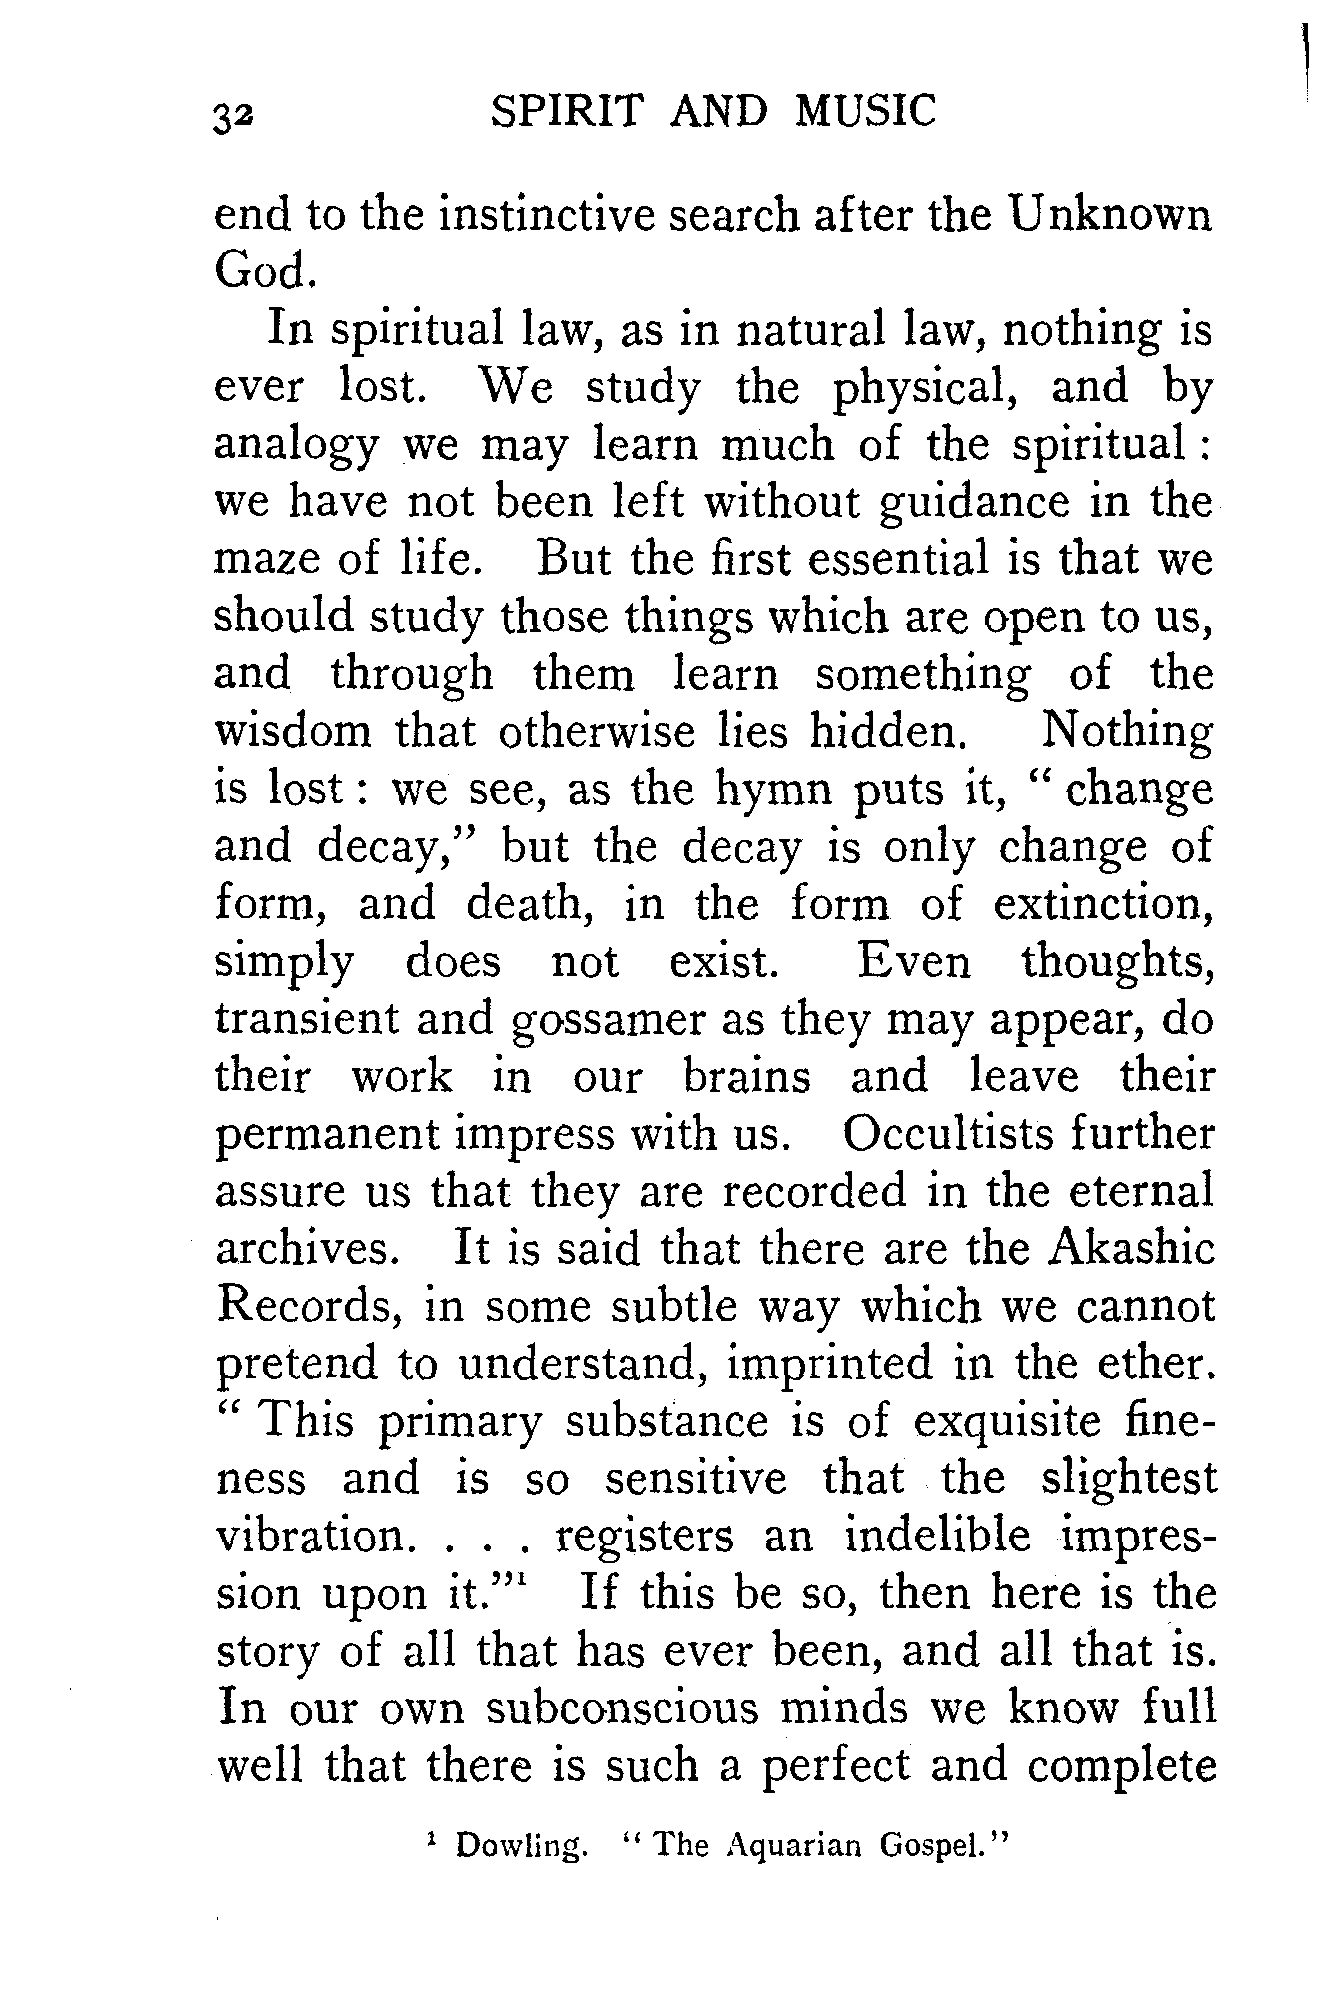 32 SPIRIT AND MUSIC
end to the instinctive search after the Unknown
God.
In spiritual law, as in natural law, nothing is
ever lost. We study the physical, and by
analogy we may learn much of the spiritual :
we have not been left without guidance in the
maze of life. But the first essential is that we
should study those things which are open to us,
and through them learn something of the
wisdom that otherwise lies hidden. Nothing
is lost : we see, as the hymn puts it, “ change
and decay,” but the decay is only change of
form, and death, in the form of extinction,
simply does not exist. Even thoughts,
transient and gossamer as they may appear, do
their work in our brains and leave their
permanent impress with us. Occultists further
assure us that they are recorded in the eternal
archives. It is said that there are the Akashic
Records, in some subtle way which we cannot
pretend to understand, imprinted in the ether.
“ This primary substance is of exquisite fine-
ness and is so sensitive that the slightest
vibration. . . . registers an indelible impres-
sion upon it.”¹ If this be so, then here is the
story of all that has ever been, and all that is.
In our own subconscious minds we know full
well that there is such a perfect and complete
¹ Dowling. “ The Aquarian Gospel.”